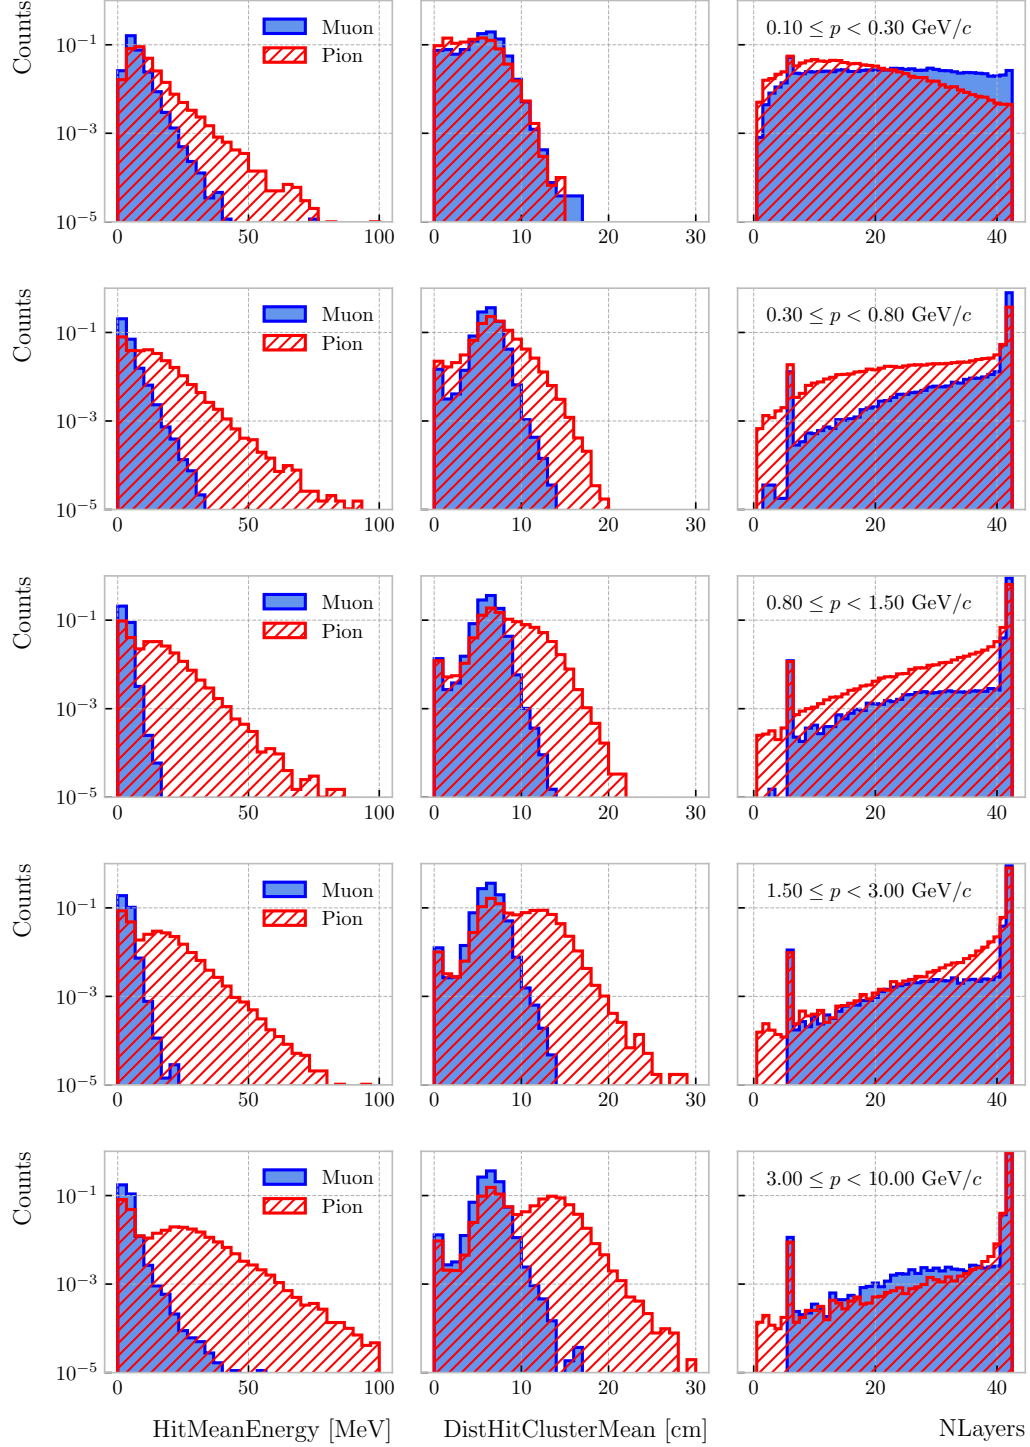 Counts
10⁻¹
10⁻³
10⁻⁵
Muon
Pion
0.10 ≤ p < 0.30 GeV/c
0 50 100
0 10 20 30
0 20 40
Counts
10⁻¹
10⁻³
10⁻⁵
Muon
Pion
0.30 ≤ p < 0.80 GeV/c
0 50 100
0 10 20 30
0 20 40
Counts
10⁻¹
10⁻³
10⁻⁵
Muon
Pion
0.80 ≤ p < 1.50 GeV/c
0 50 100
0 10 20 30
0 20 40
Counts
10⁻¹
10⁻³
10⁻⁵
Muon
Pion
1.50 ≤ p < 3.00 GeV/c
0 50 100
0 10 20 30
0 20 40
Counts
10⁻¹
10⁻³
10⁻⁵
Muon
Pion
3.00 ≤ p < 10.00 GeV/c
0 50 100
0 10 20 30
0 20 40
HitMeanEnergy [MeV]
DistHitClusterMean [cm]
NLayers